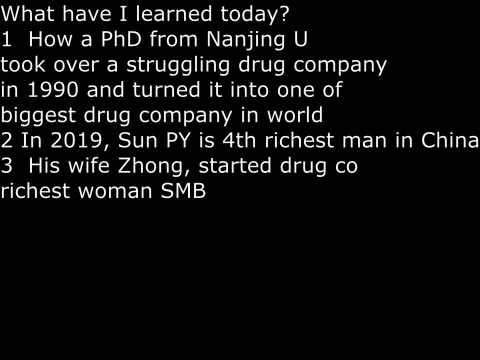 What have I learned today?
1  How a PhD from Nanjing U
took over a struggling drug company
in 1990 and turned it into one of
biggest drug company in world
2 In 2019, Sun PY is 4th richest man in China
3  His wife Zhong, started drug co
richest woman SMB